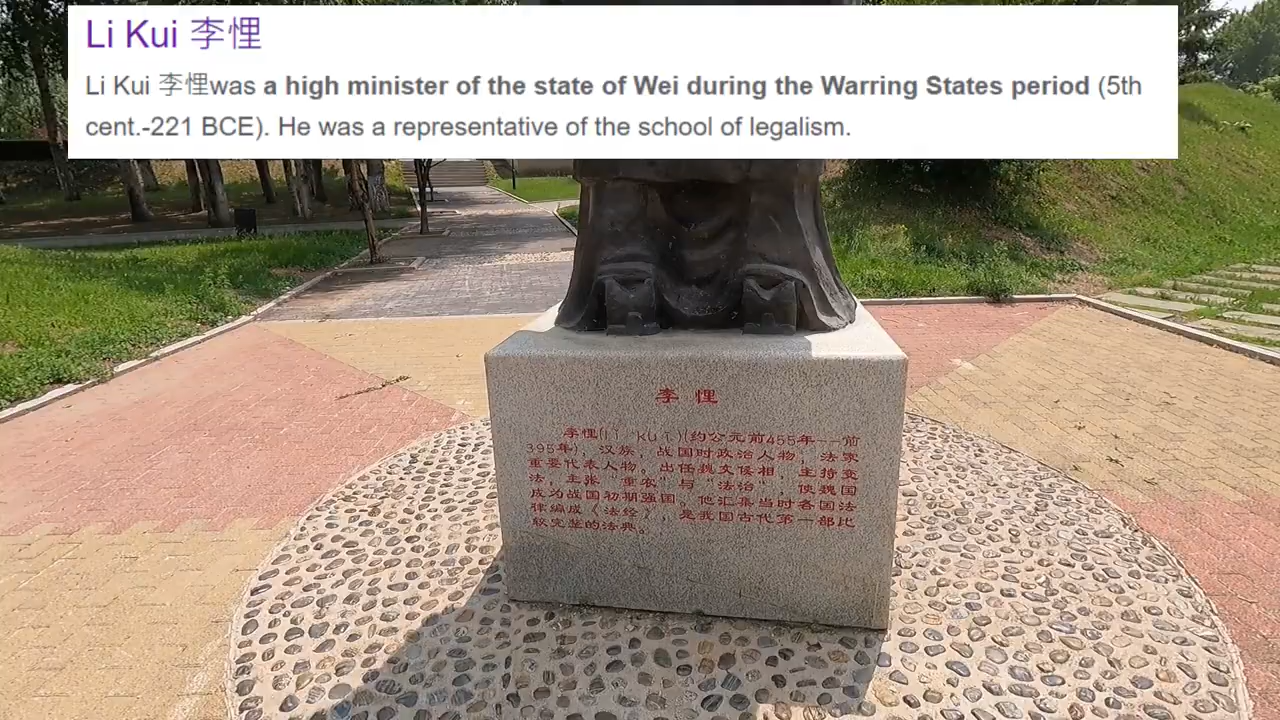 Li Kui 李悝
Li Kui 李悝was a high minister of the state of Wei during the Warring States period (5th
cent.-221 BCE). He was a representative of the school of legalism.
李 悝
李悝(lǐ kuī)(约公元前455年--前
395年)，汉族，战国时政治人物，法家
重要代表人物。出任魏文侯相，主持变
法，主张“重农”与“法治”，使魏国
成为战国初期强国，他汇集当时各国法
律编成《法经》，是我国古代第一部比
较完整的法典。